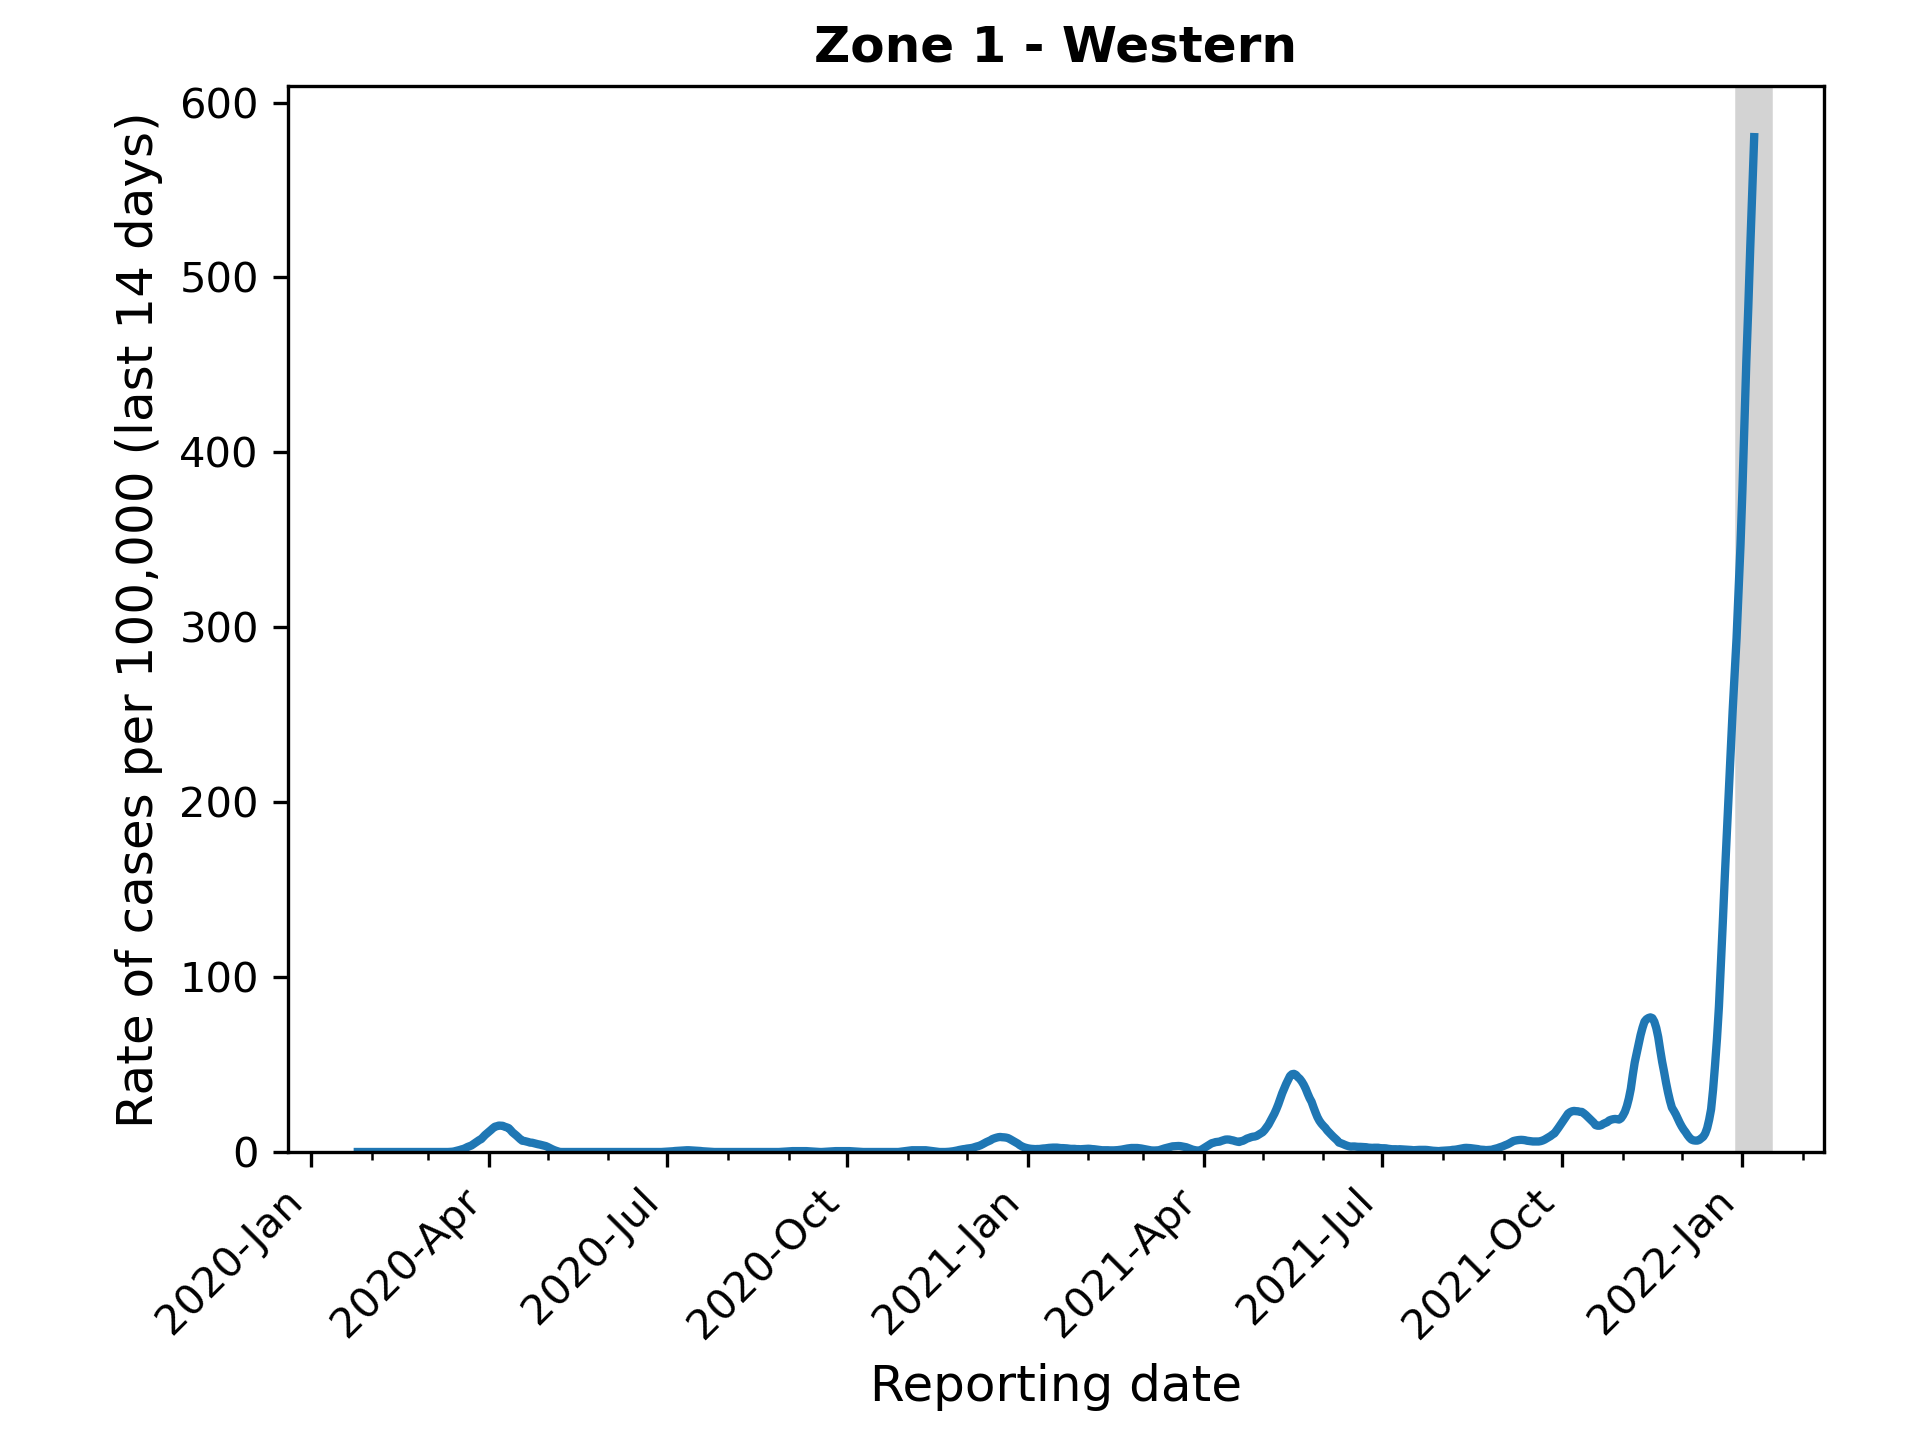 Zone 1 - Western
Rate of cases per 100,000 (last 14 days)
600
500
400
300
200
100
0
2020-Jan
2020-Apr
2020-Jul
2020-Oct
2021-Jan
2021-Apr
2021-Jul
2021-Oct
2022-Jan
Reporting date